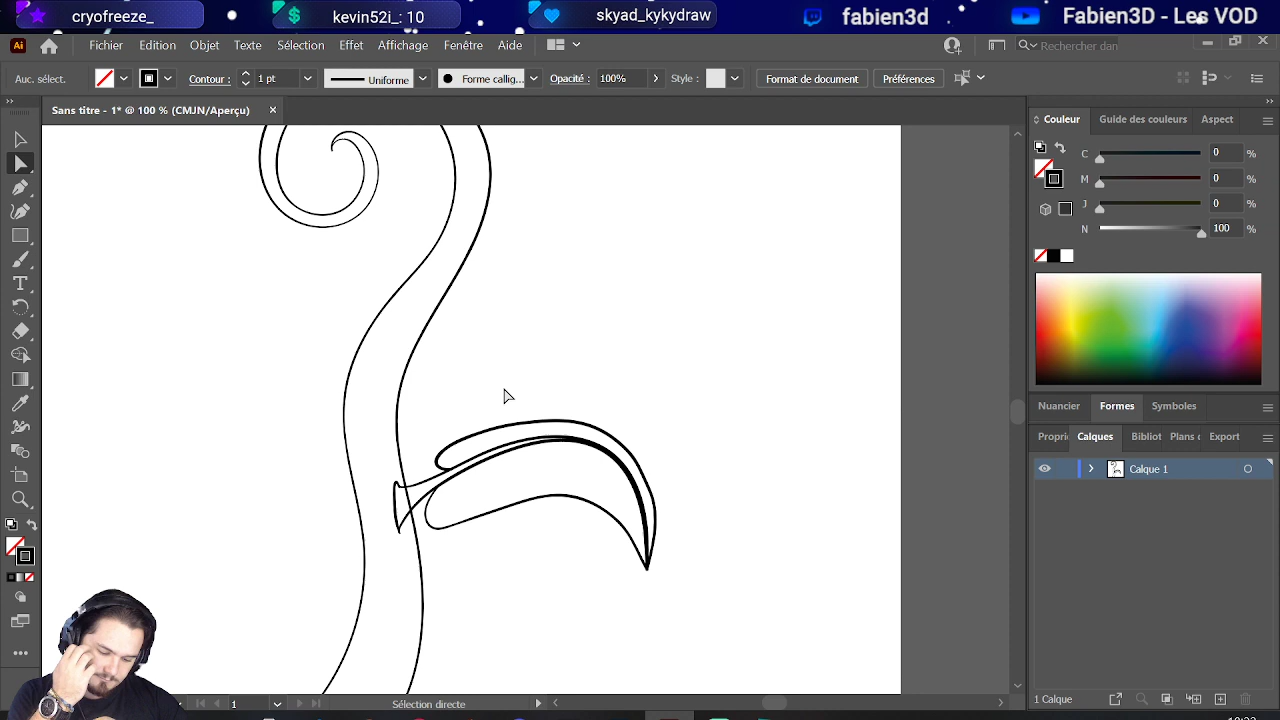 cryofreeze_
kevin52i_: 10
skyad_kykydraw
fabien3d
Fabien3D - Les VOD
Ai
Fichier Edition Objet Texte Sélection Effet Affichage Fenêtre Aide
Rechercher dan
Auc. sélect. Contour : 1 pt Uniforme Forme callig... Opacité : 100% Style : Format de document Préférences
Sans titre - 1* @ 100 % (CMJN/Aperçu)
Couleur Guide des couleurs Aspect
C 0 %
M 0 %
J 0 %
N 100 %
Nuancier Formes Symboles
Propri Calques Bibliot Plans Export
Calque 1
1 Calque
1 Sélection directe